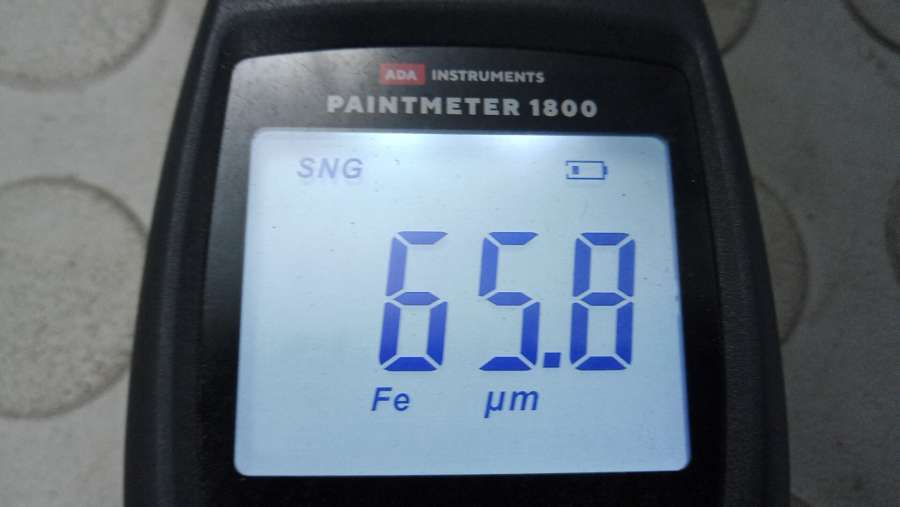 ADA INSTRUMENTS
PAINTMETER 1800
SNG
65.8
Fe µm